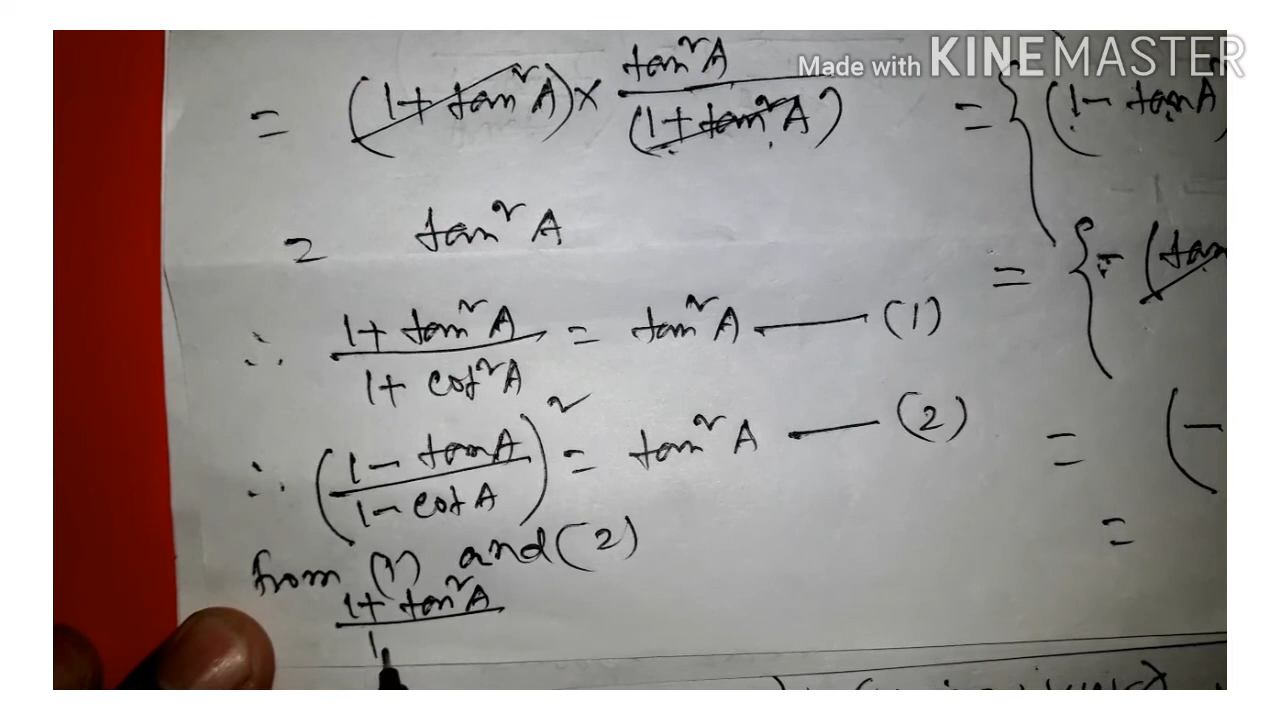 Made with KINEMASTER
= (1 + tan²A) × tan²A / (1 + tan²A)
= tan²A
∴ 1 + tan²A / 1 + cot²A = tan²A — (1)
∴ (1 - tanA / 1 - cotA)² = tan²A — (2)
from (1) and (2)
1 + tan²A
1
= { (1 - tanA
= { - (tan
= (-
=